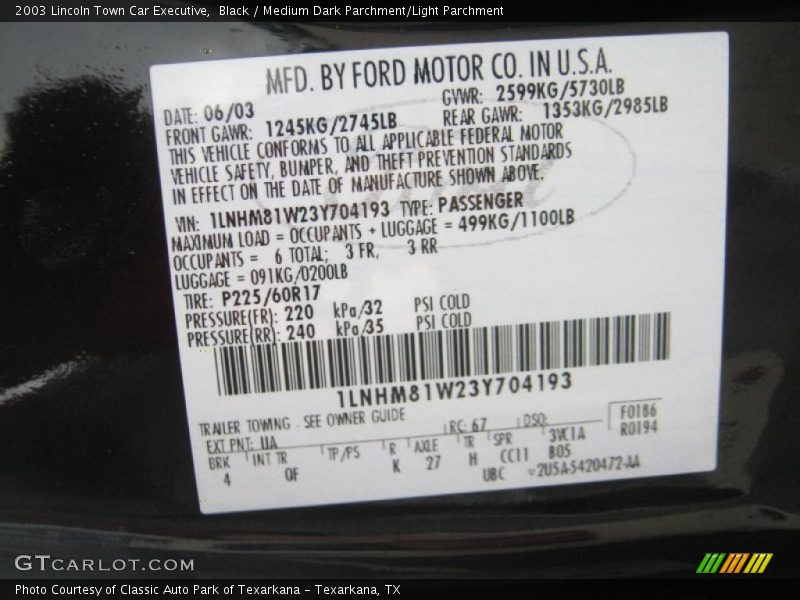 2003 Lincoln Town Car Executive, Black / Medium Dark Parchment/Light Parchment
MFD. BY FORD MOTOR CO. IN U.S.A.
DATE: 06/03 GVWR: 2599KG/5730LB
FRONT GAWR: 1245KG/2745LB REAR GAWR: 1353KG/2985LB
THIS VEHICLE CONFORMS TO ALL APPLICABLE FEDERAL MOTOR
VEHICLE SAFETY, BUMPER, AND THEFT PREVENTION STANDARDS
IN EFFECT ON THE DATE OF MANUFACTURE SHOWN ABOVE.
VIN: 1LNHM81W23Y704193 TYPE: PASSENGER
MAXIMUM LOAD = OCCUPANTS + LUGGAGE = 499KG/1100LB
OCCUPANTS = 6 TOTAL; 3 FR, 3 RR
LUGGAGE = 091KG/0200LB
TIRE: P225/60R17
PRESSURE(FR): 220 kPa/32 PSI COLD
PRESSURE(RR): 240 kPa/35 PSI COLD
1LNHM81W23Y704193
TRAILER TOWING - SEE OWNER GUIDE
EXT PNT: UA RC: 67 DSO: F0186
R0194
BRK INT TR TP/PS R AXLE TR SPR 3VC1A
4 QF K 27 H CC11 B05
UBC 2U5A-5420472-AA
GTcarlot.com
Photo Courtesy of Classic Auto Park of Texarkana - Texarkana, TX